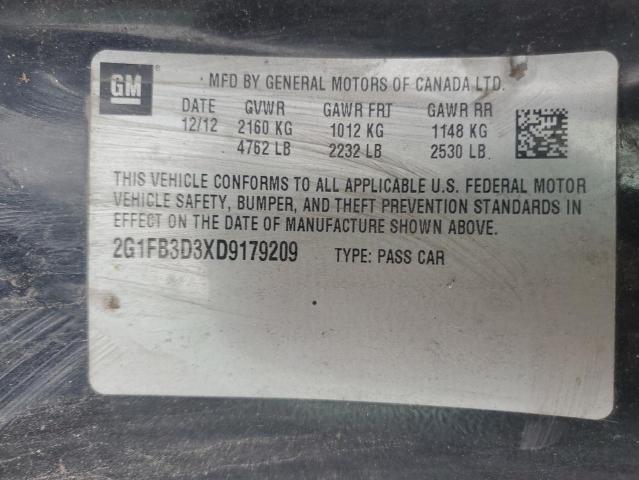 GM ® MFD BY GENERAL MOTORS OF CANADA LTD.
DATE GVWR GAWR FRT GAWR RR
12/12 2160 KG 1012 KG 1148 KG
4762 LB 2232 LB 2530 LB
THIS VEHICLE CONFORMS TO ALL APPLICABLE U.S. FEDERAL MOTOR
VEHICLE SAFETY, BUMPER, AND THEFT PREVENTION STANDARDS IN
EFFECT ON THE DATE OF MANUFACTURE SHOWN ABOVE.
2G1FB3D3XD9179209 TYPE: PASS CAR